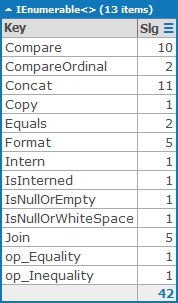 IEnumerable<> (13 items)
Key Slg
Compare 10
CompareOrdinal 2
Concat 11
Copy 1
Equals 2
Format 5
Intern 1
IsInterned 1
IsNullOrEmpty 1
IsNullOrWhiteSpace 1
Join 5
op_Equality 1
op_Inequality 1
42